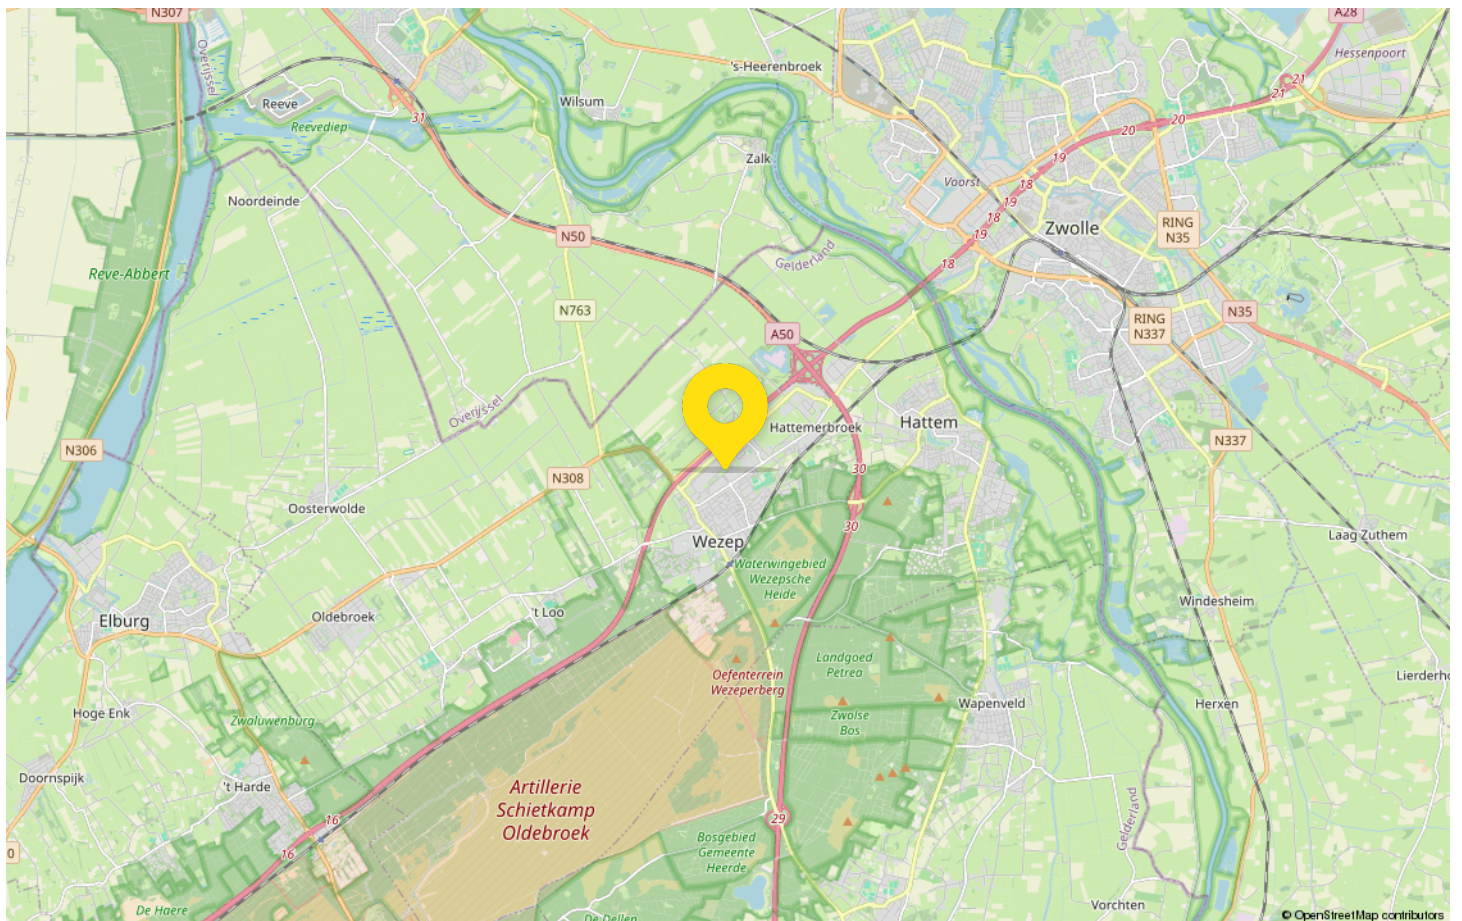 N307
A28
Hessenpoort
Overijssel
's-Heerenbroek
21
21
Reeve
Wilsum
31
Reevediep
20
20
Zalk
19
Voorst
18
Noordeinde
19
18
Zwolle
RING
N35
19
N50
Gelderland
18
Reve-Abbert
N763
N35
RING
N337
A50
Overijssel
Hattem
Hattemerbroek
N337
N306
30
N308
Oosterwolde
30
Laag Zuthem
Wezep
Waterwingebied
Wezepsche
Heide
Windesheim
't Loo
Oldebroek
Elburg
Landgoed
Petrea
Oefenterrein
Wezeperberg
Lierderho
Wapenveld
Herxen
Hoge Enk
Zwaluwenburg
Zwolse
Bos
Doornspijk
't Harde
Artillerie
Schietkamp
Oldebroek
16
29
Gelderland
16
0
Bosgebied
Gemeente
Heerde
De Haere
De Dellen
Vorchten
© OpenStreetMap contributors